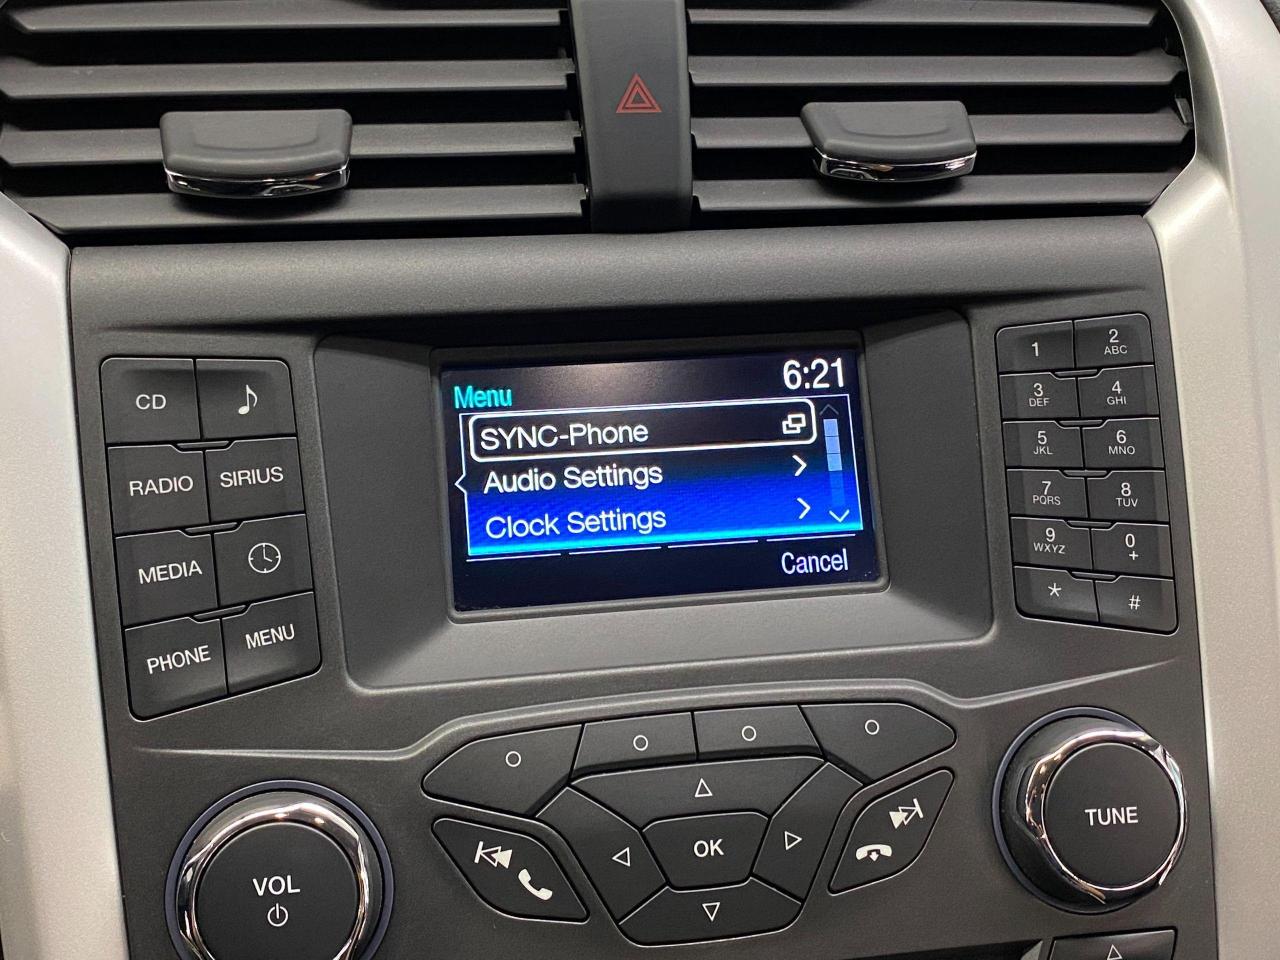 6:21
Menu
SYNC-Phone
Audio Settings
Clock Settings
Cancel
CD
RADIO
SIRIUS
MEDIA
PHONE
MENU
1
2
ABC
3
DEF
4
GHI
5
JKL
6
MNO
7
PQRS
8
TUV
9
WXYZ
0
+
*
#
VOL
OK
TUNE